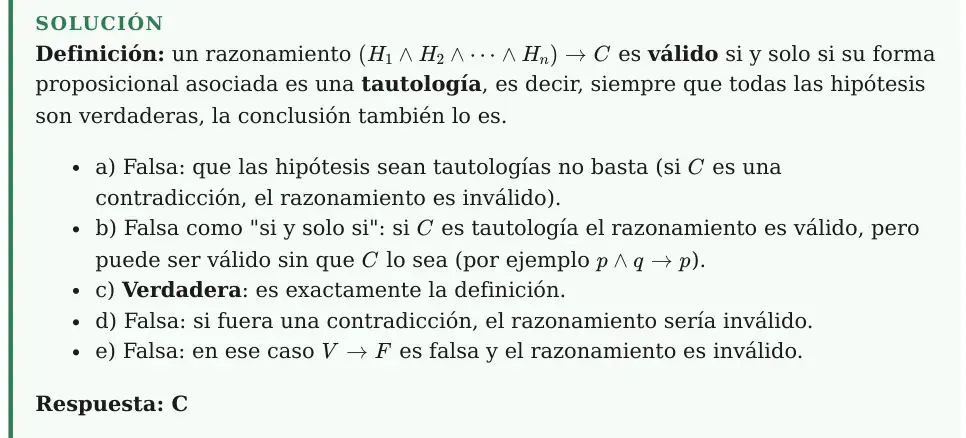 SOLUCIÓN
Definición: un razonamiento (H₁ ∧ H₂ ∧ ⋯ ∧ Hₙ) → C es válido si y solo si su forma
proposicional asociada es una tautología, es decir, siempre que todas las hipótesis
son verdaderas, la conclusión también lo es.
• a) Falsa: que las hipótesis sean tautologías no basta (si C es una
contradicción, el razonamiento es inválido).
• b) Falsa como "si y solo si": si C es tautología el razonamiento es válido, pero
puede ser válido sin que C lo sea (por ejemplo p ∧ q → p).
• c) Verdadera: es exactamente la definición.
• d) Falsa: si fuera una contradicción, el razonamiento sería inválido.
• e) Falsa: en ese caso V → F es falsa y el razonamiento es inválido.
Respuesta: C